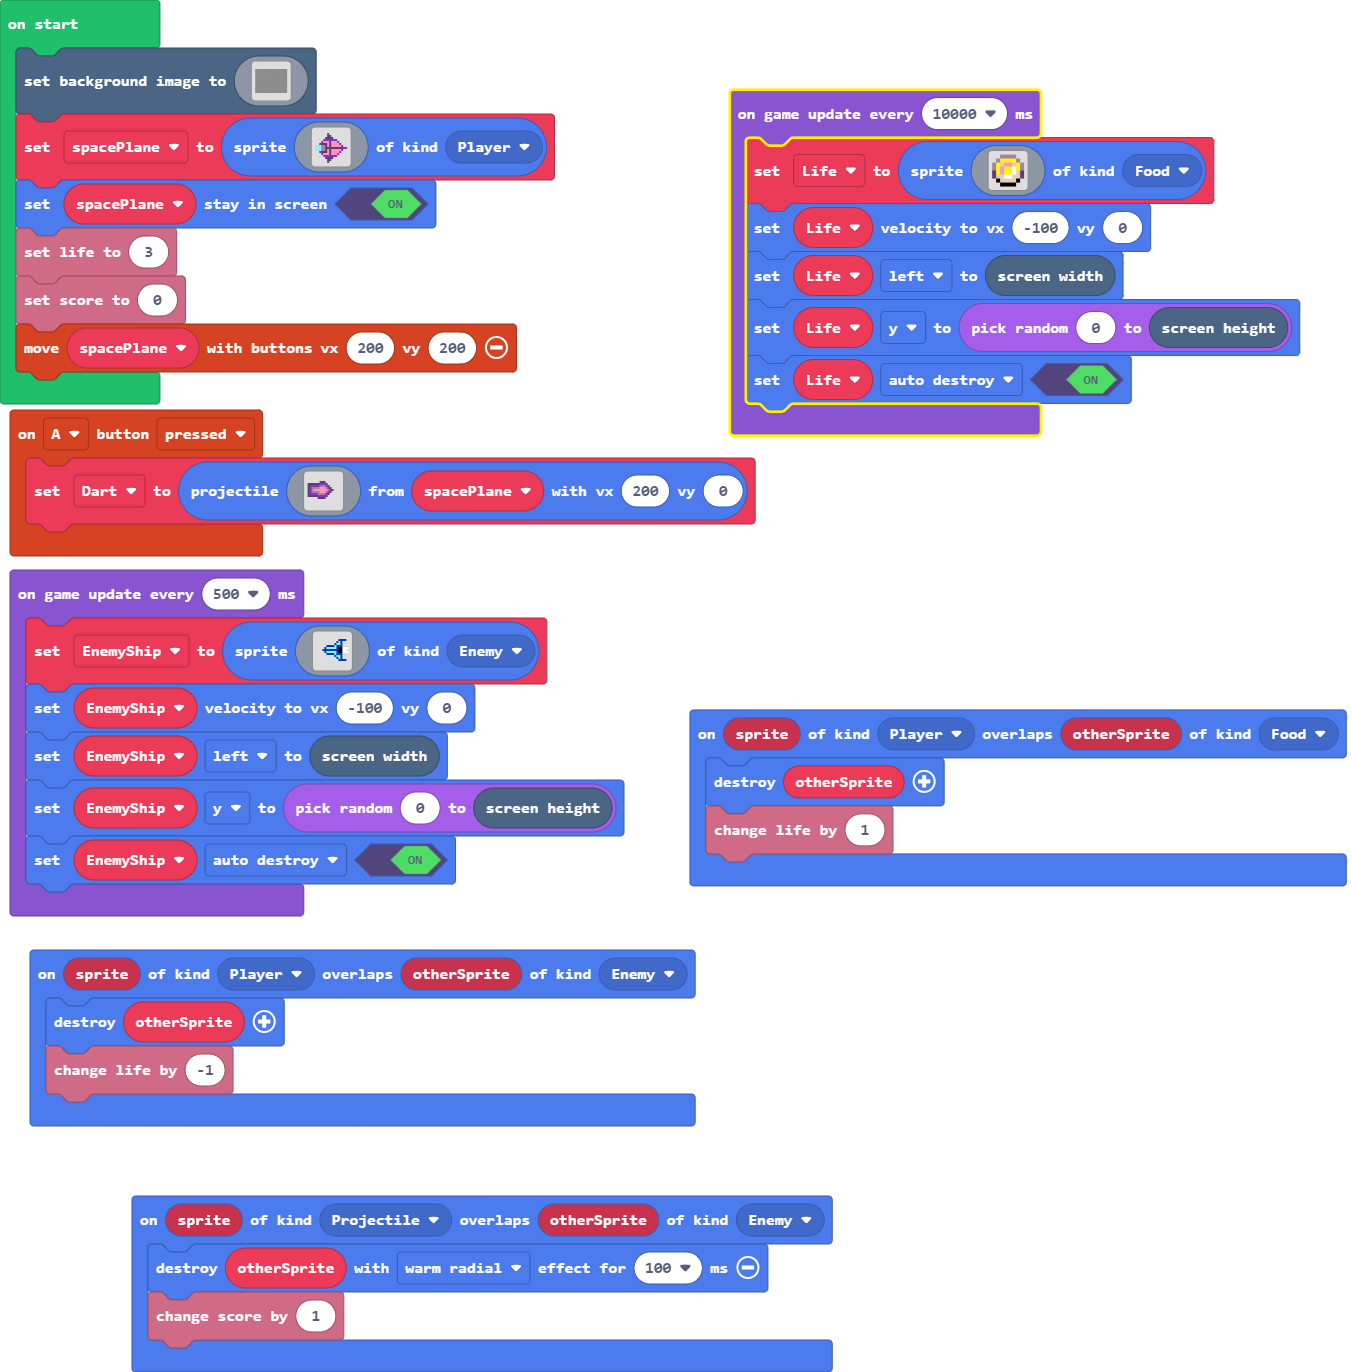 on start
set background image to
set spacePlane to sprite of kind Player
set spacePlane stay in screen ON
set life to 3
set score to 0
move spacePlane with buttons vx 200 vy 200
on game update every 10000 ms
set Life to sprite of kind Food
set Life velocity to vx -100 vy 0
set Life left to screen width
set Life y to pick random 0 to screen height
set Life auto destroy ON
on A button pressed
set Dart to projectile from spacePlane with vx 200 vy 0
on game update every 500 ms
set EnemyShip to sprite of kind Enemy
set EnemyShip velocity to vx -100 vy 0
set EnemyShip left to screen width
set EnemyShip y to pick random 0 to screen height
set EnemyShip auto destroy ON
on sprite of kind Player overlaps otherSprite of kind Food
destroy otherSprite
change life by 1
on sprite of kind Player overlaps otherSprite of kind Enemy
destroy otherSprite
change life by -1
on sprite of kind Projectile overlaps otherSprite of kind Enemy
destroy otherSprite with warm radial effect for 100 ms
change score by 1